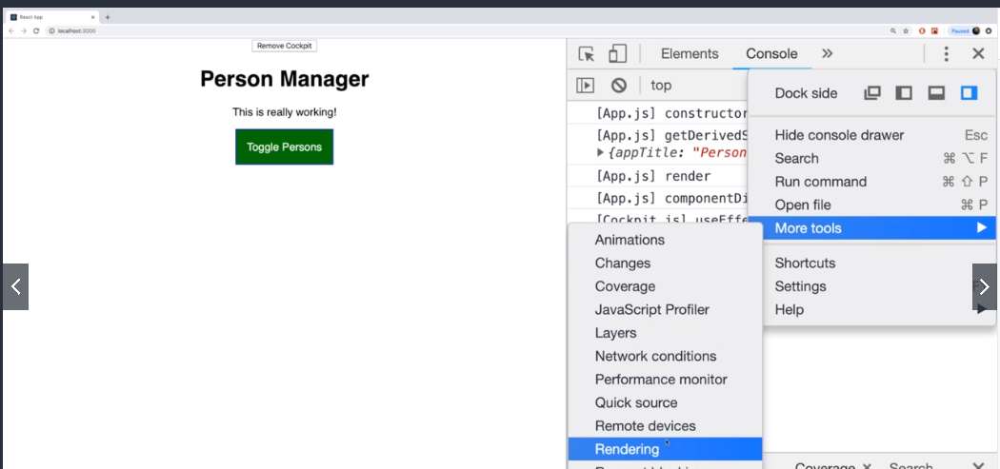 React App
localhost:3000
Paused
Remove Cockpit
Person Manager
This is really working!
Toggle Persons
Elements Console »
top
[App.js] constructor
[App.js] getDerivedS
{appTitle: "Person
[App.js] render
[App.js] componentDi
[Cockpit.js] useEffe
Dock side
Hide console drawer Esc
Search ⌘ ⌥ F
Run command ⌘ ⇧ P
Open file ⌘ P
More tools
Shortcuts
Settings
Help
Animations
Changes
Coverage
JavaScript Profiler
Layers
Network conditions
Performance monitor
Quick source
Remote devices
Rendering
Coverage × Search